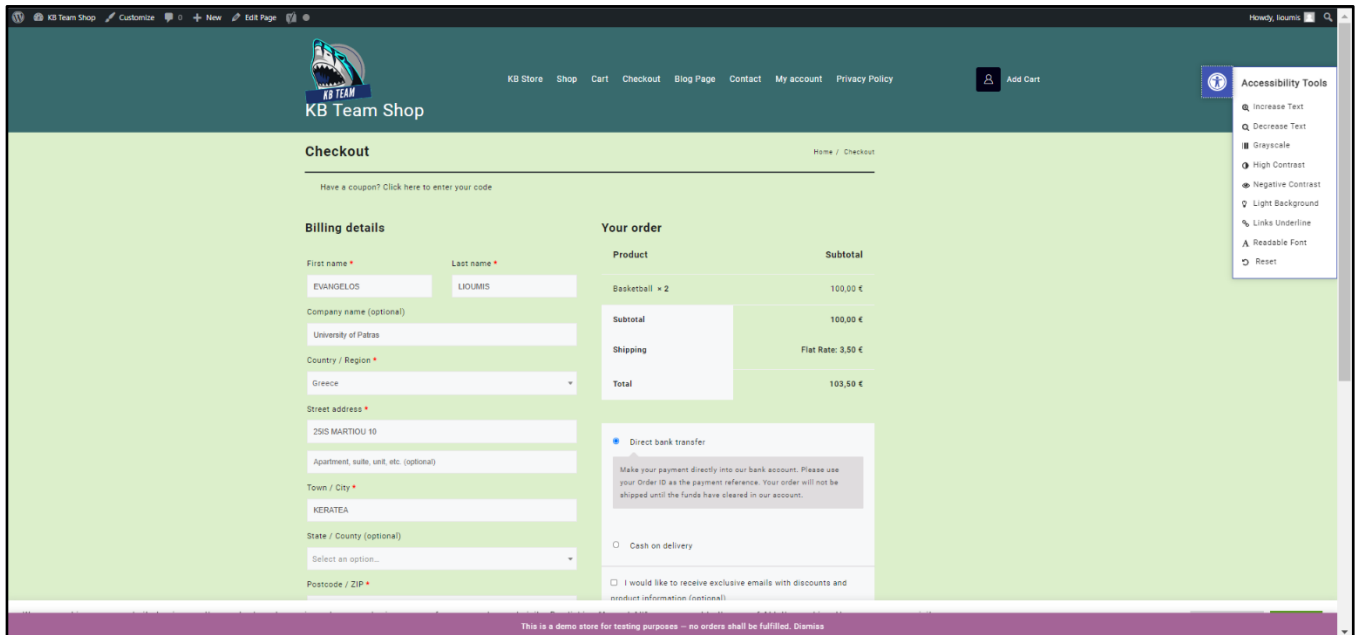 KB Team Shop Customize 0 + New Edit Page Howdy, lioumis
KB TEAM
KB Team Shop
KB Store Shop Cart Checkout Blog Page Contact My account Privacy Policy
Add Cart
Accessibility Tools
Increase Text
Decrease Text
Grayscale
High Contrast
Negative Contrast
Light Background
Links Underline
Readable Font
Reset
Checkout
Home / Checkout
Have a coupon? Click here to enter your code
Billing details
First name * Last name *
EVANGELOS LIOUMIS
Company name (optional)
University of Patras
Country / Region *
Greece
Street address *
25IS MARTIOU 10
Apartment, suite, unit, etc. (optional)
Town / City *
KERATEA
State / County (optional)
Select an option...
Postcode / ZIP *
Your order
Product Subtotal
Basketball × 2 100,00 €
Subtotal 100,00 €
Shipping Flat Rate: 3,50 €
Total 103,50 €
Direct bank transfer
Make your payment directly into our bank account. Please use
your Order ID as the payment reference. Your order will not be
shipped until the funds have cleared in our account.
Cash on delivery
I would like to receive exclusive emails with discounts and
product information (optional)
This is a demo store for testing purposes — no orders shall be fulfilled. Dismiss